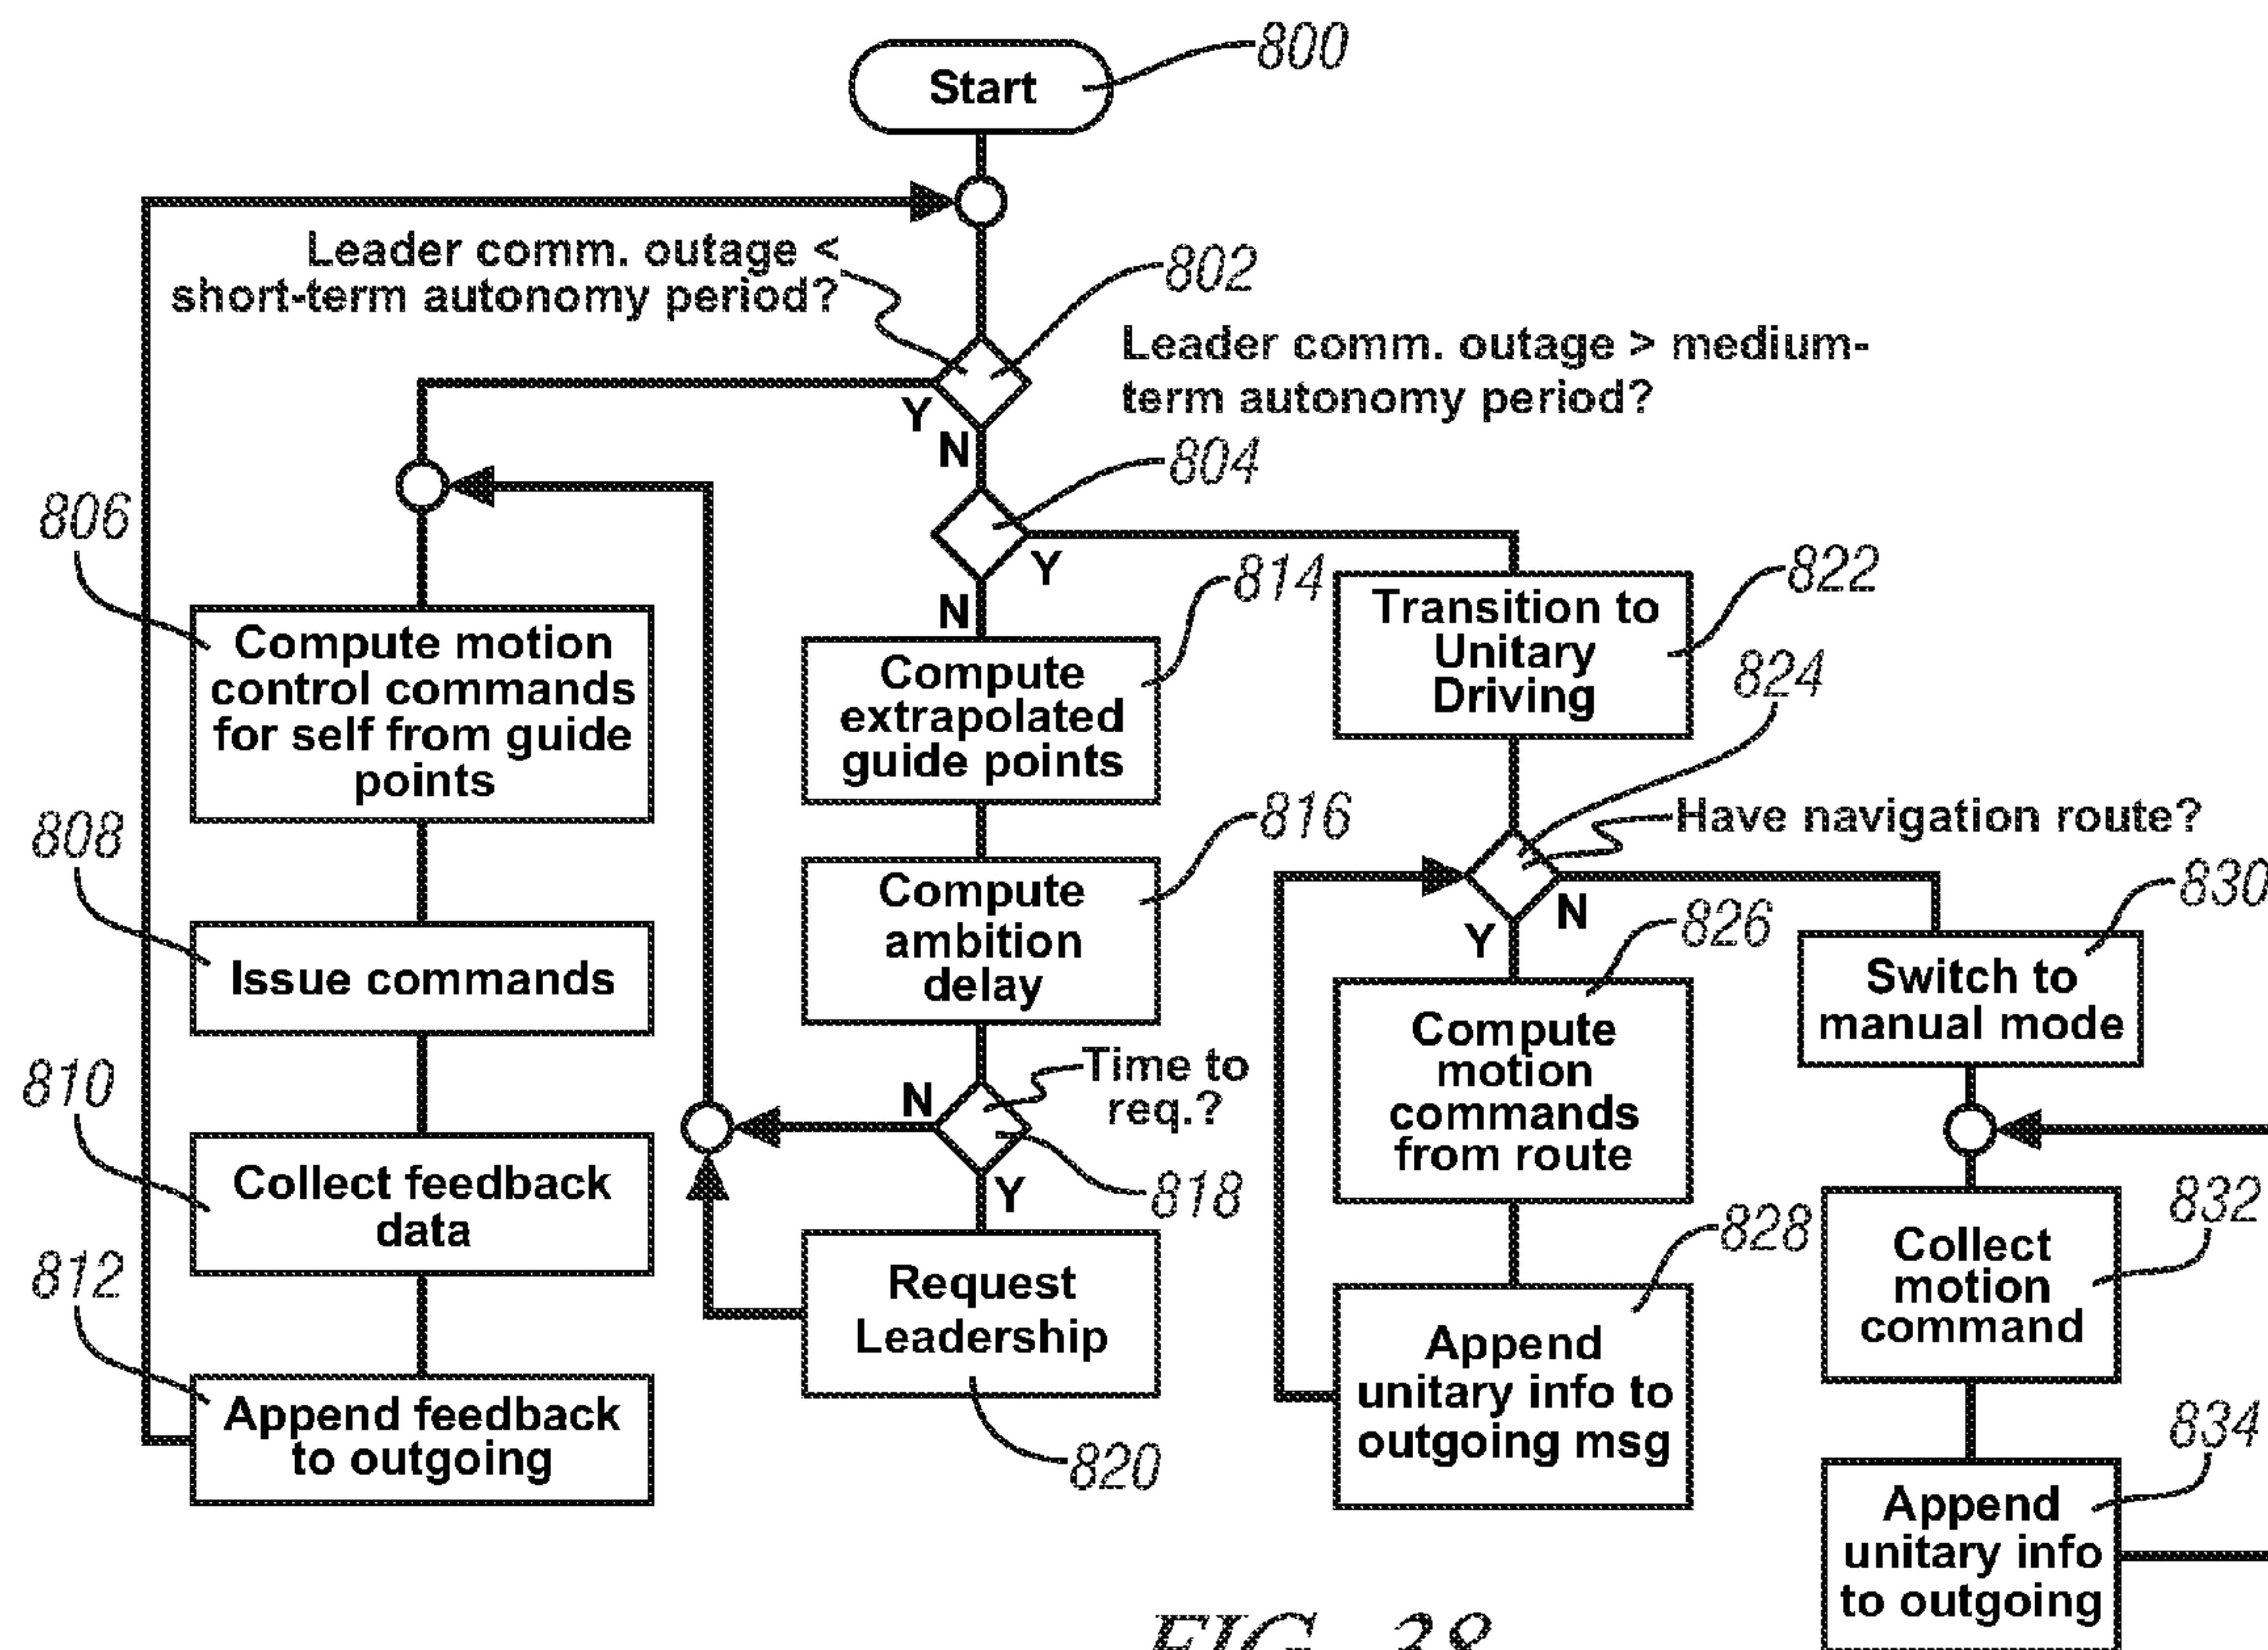 Start
800
Leader comm. outage <
short-term autonomy period?
802
Leader comm. outage > medium-
term autonomy period?
Y
N
804
Y
N
806
Compute motion
control commands
for self from guide
points
808
Issue commands
810
Collect feedback
data
812
Append feedback
to outgoing
814
Compute
extrapolated
guide points
816
Compute
ambition
delay
Time to
req.?
N
Y
818
Request
Leadership
820
822
Transition to
Unitary
Driving
824
Have navigation route?
Y
N
826
Compute
motion
commands
from route
828
Append
unitary info to
outgoing msg
830
Switch to
manual mode
832
Collect
motion
command
834
Append
unitary info
to outgoing
FIG. 38